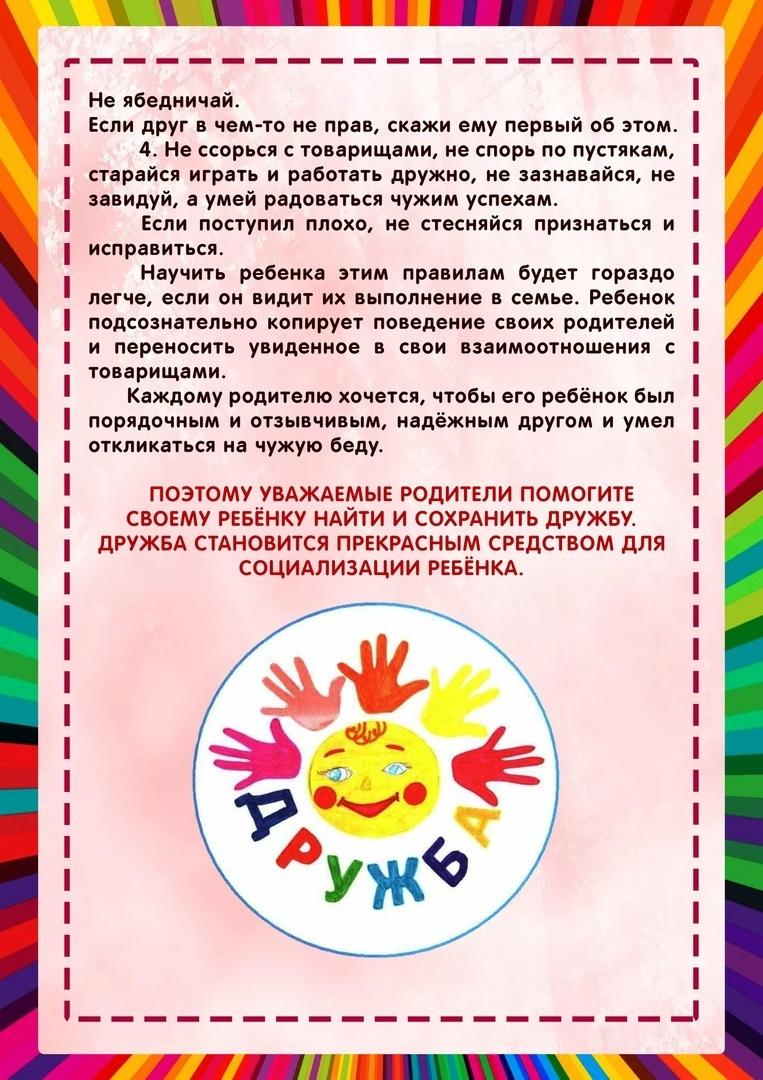 Не ябедничай.
Если друг в чем-то не прав, скажи ему первый об этом.
4. Не ссорься с товарищами, не спорь по пустякам,
старайся играть и работать дружно, не зазнавайся, не
завидуй, а умей радоваться чужим успехам.
Если поступил плохо, не стесняйся признаться и
исправиться.
Научить ребенка этим правилам будет гораздо
легче, если он видит их выполнение в семье. Ребенок
подсознательно копирует поведение своих родителей
и переносить увиденное в свои взаимоотношения с
товарищами.
Каждому родителю хочется, чтобы его ребёнок был
порядочным и отзывчивым, надёжным другом и умел
откликаться на чужую беду.
ПОЭТОМУ УВАЖАЕМЫЕ РОДИТЕЛИ ПОМОГИТЕ
СВОЕМУ РЕБЁНКУ НАЙТИ И СОХРАНИТЬ ДРУЖБУ.
ДРУЖБА СТАНОВИТСЯ ПРЕКРАСНЫМ СРЕДСТВОМ ДЛЯ
СОЦИАЛИЗАЦИИ РЕБЁНКА.
ДРУЖБА